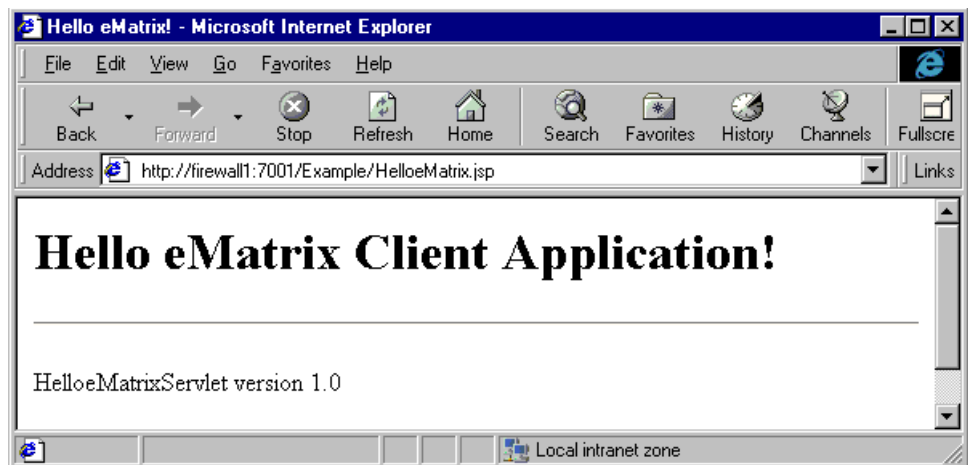 Hello eMatrix! - Microsoft Internet Explorer
File Edit View Go Favorites Help
Back Forward Stop Refresh Home Search Favorites History Channels Fullscre
Address http://firewall1:7001/Example/HelloeMatrix.jsp Links
Hello eMatrix Client Application!
HelloeMatrixServlet version 1.0
Local intranet zone